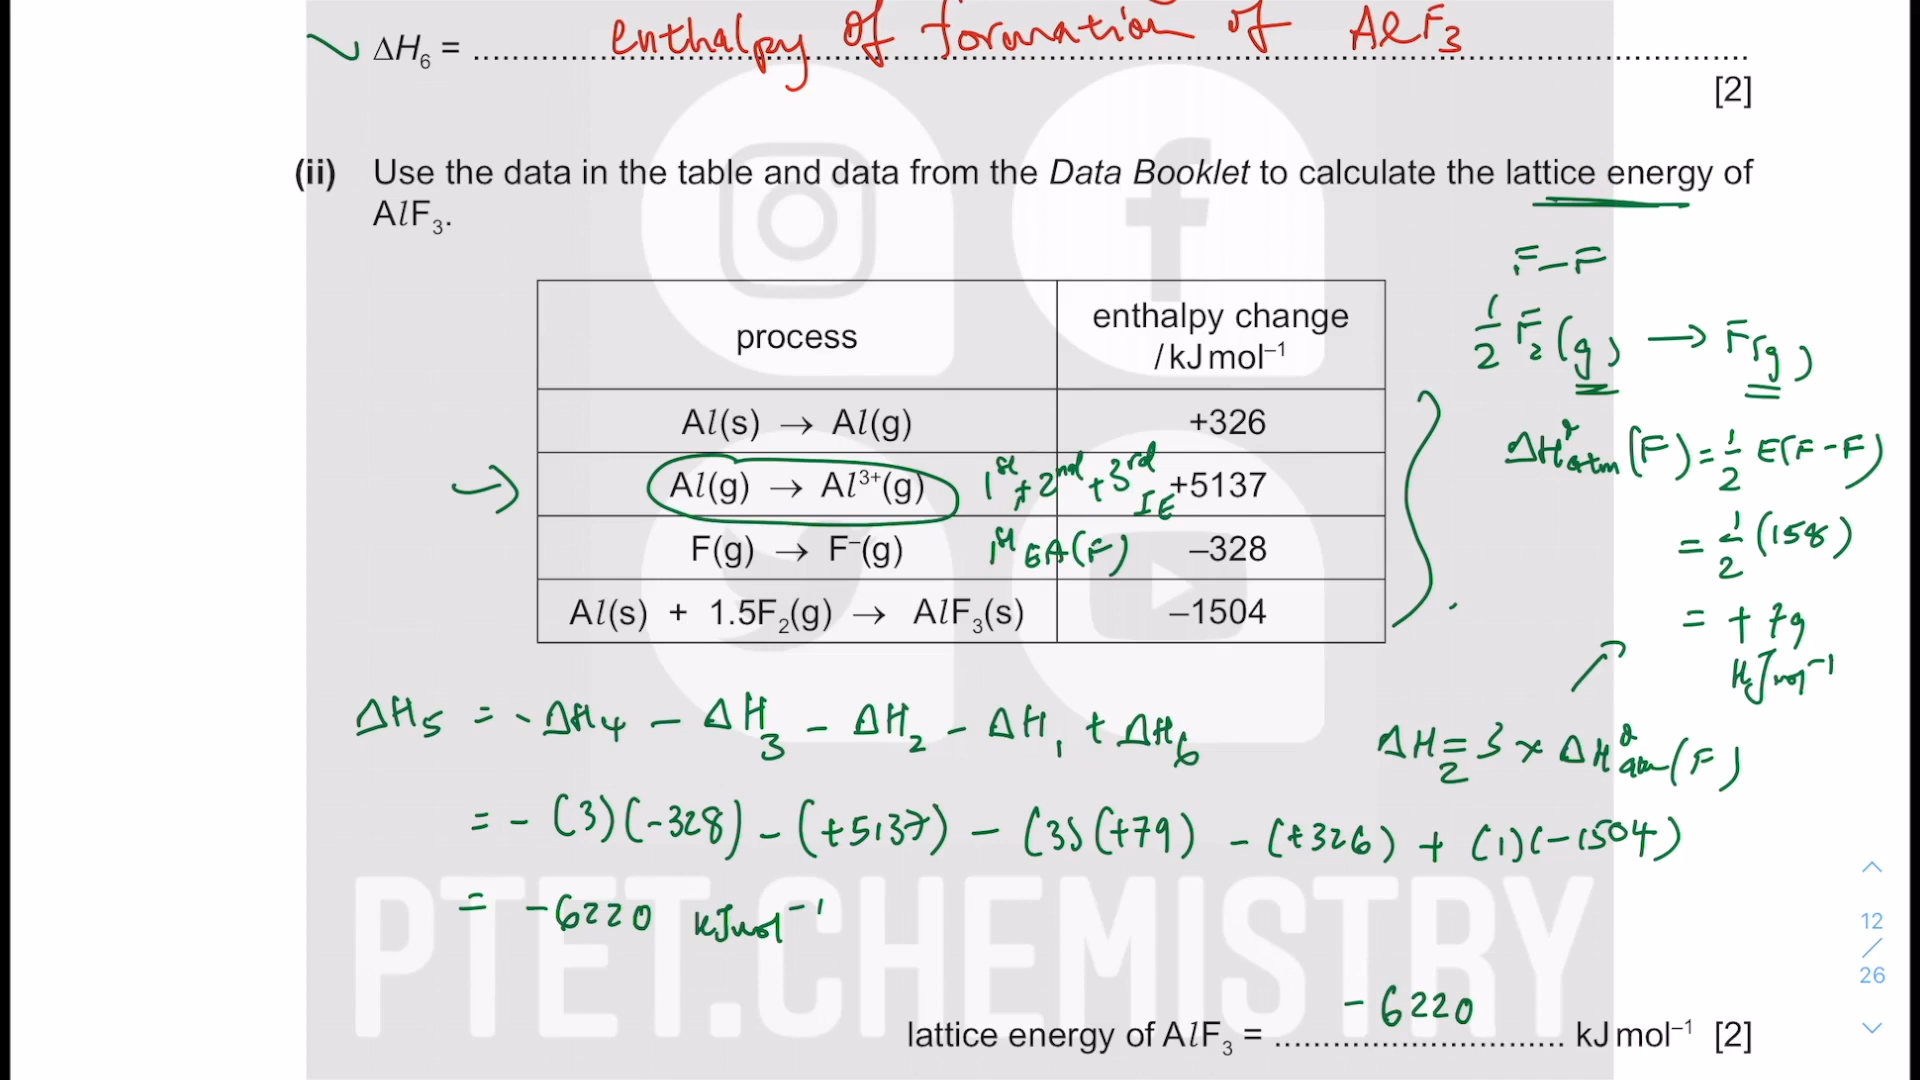 ΔH₆ = enthalpy of formation of AlF₃
[2]
(ii) Use the data in the table and data from the Data Booklet to calculate the lattice energy of
AlF₃.
process
enthalpy change
/ kJ mol⁻¹
Al(s) → Al(g) +326
Al(g) → Al³⁺(g) 1st + 2nd + 3rd IE +5137
F(g) → F⁻(g) 1st EA(F) –328
Al(s) + 1.5F₂(g) → AlF₃(s) –1504
F–F
½ F₂(g) → F(g)
ΔH°atm (F) = ½ E(F–F)
= ½ (158)
= + 79
kJmol⁻¹
ΔH₂ = 3 × ΔH°atm (F)
ΔH₅ = - ΔH₄ - ΔH₃ - ΔH₂ - ΔH₁ + ΔH₆
= - (3)(-328) - (+5137) - (3)(+79) - (+326) + (1)(-1504)
= -6220 kJmol⁻¹
PTET.CHEMISTRY
lattice energy of AlF₃ = -6220 kJ mol⁻¹ [2]
12
/
26